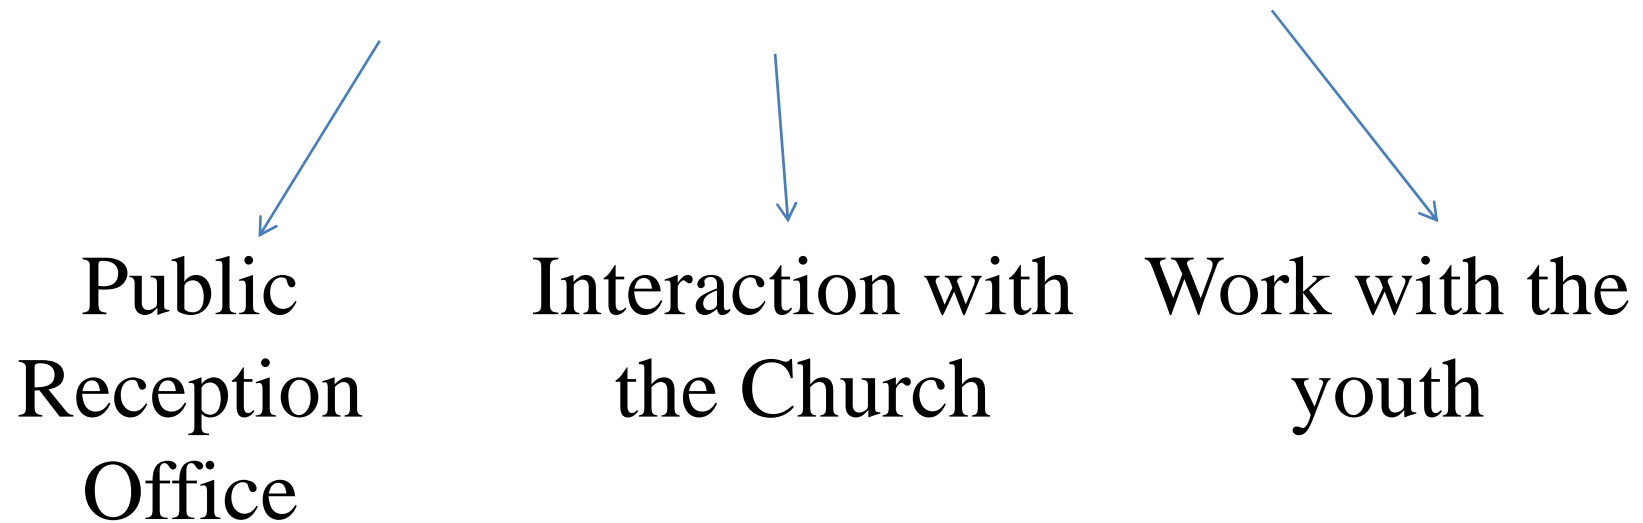 Public
Reception
Office
Interaction with
the Church
Work with the
youth